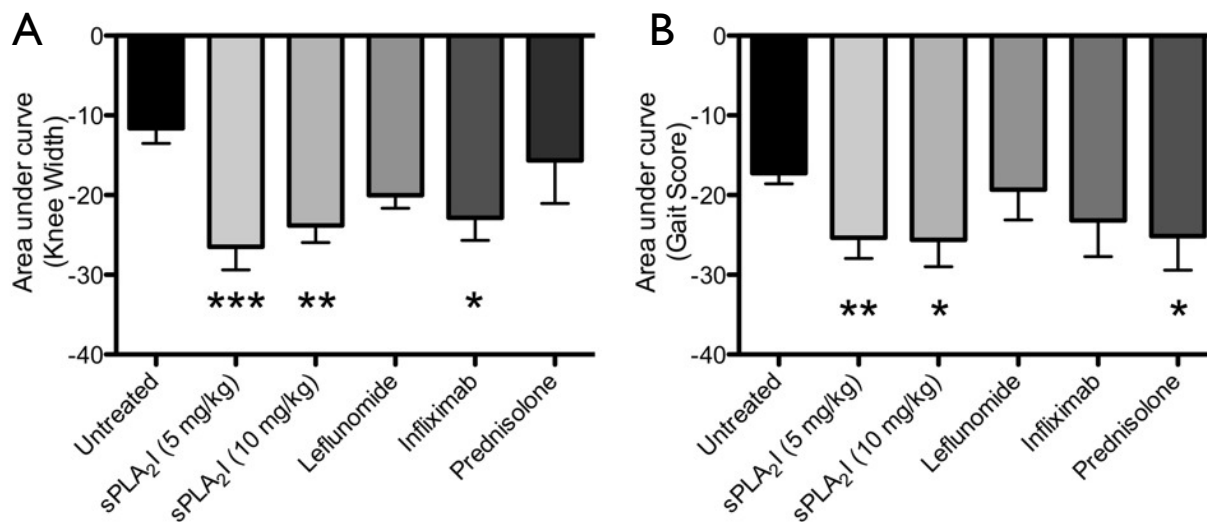 A
Area under curve
(Knee Width)
0
-10
-20
-30
-40
***
**
*
Untreated
sPLA₂I (5 mg/kg)
sPLA₂I (10 mg/kg)
Leflunomide
Infliximab
Prednisolone
B
Area under curve
(Gait Score)
0
-10
-20
-30
-40
**
*
*
Untreated
sPLA₂I (5 mg/kg)
sPLA₂I (10 mg/kg)
Leflunomide
Infliximab
Prednisolone